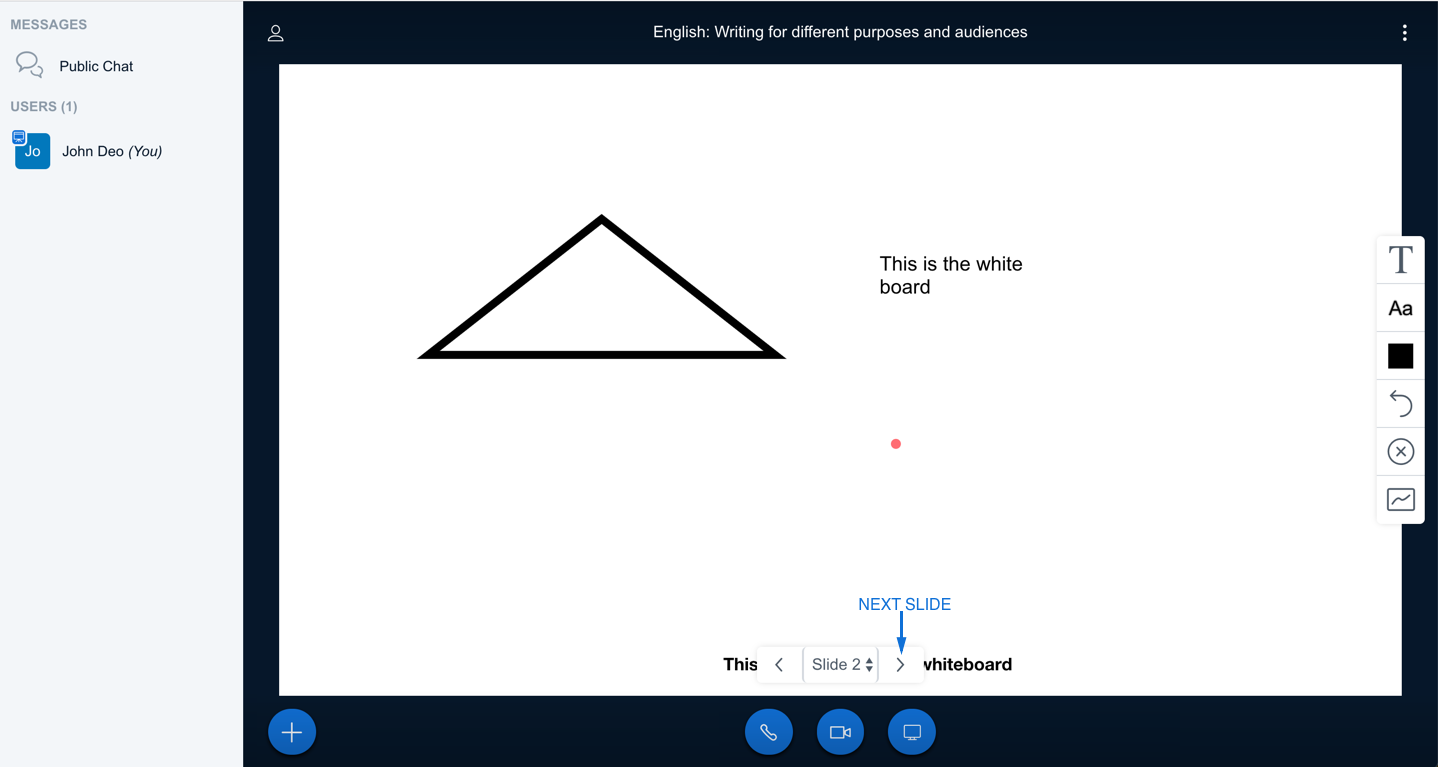 MESSAGES
Public Chat
USERS (1)
Jo
John Deo (You)
English: Writing for different purposes and audiences
This is the white
board
T
Aa
NEXT SLIDE
This
Slide 2
whiteboard